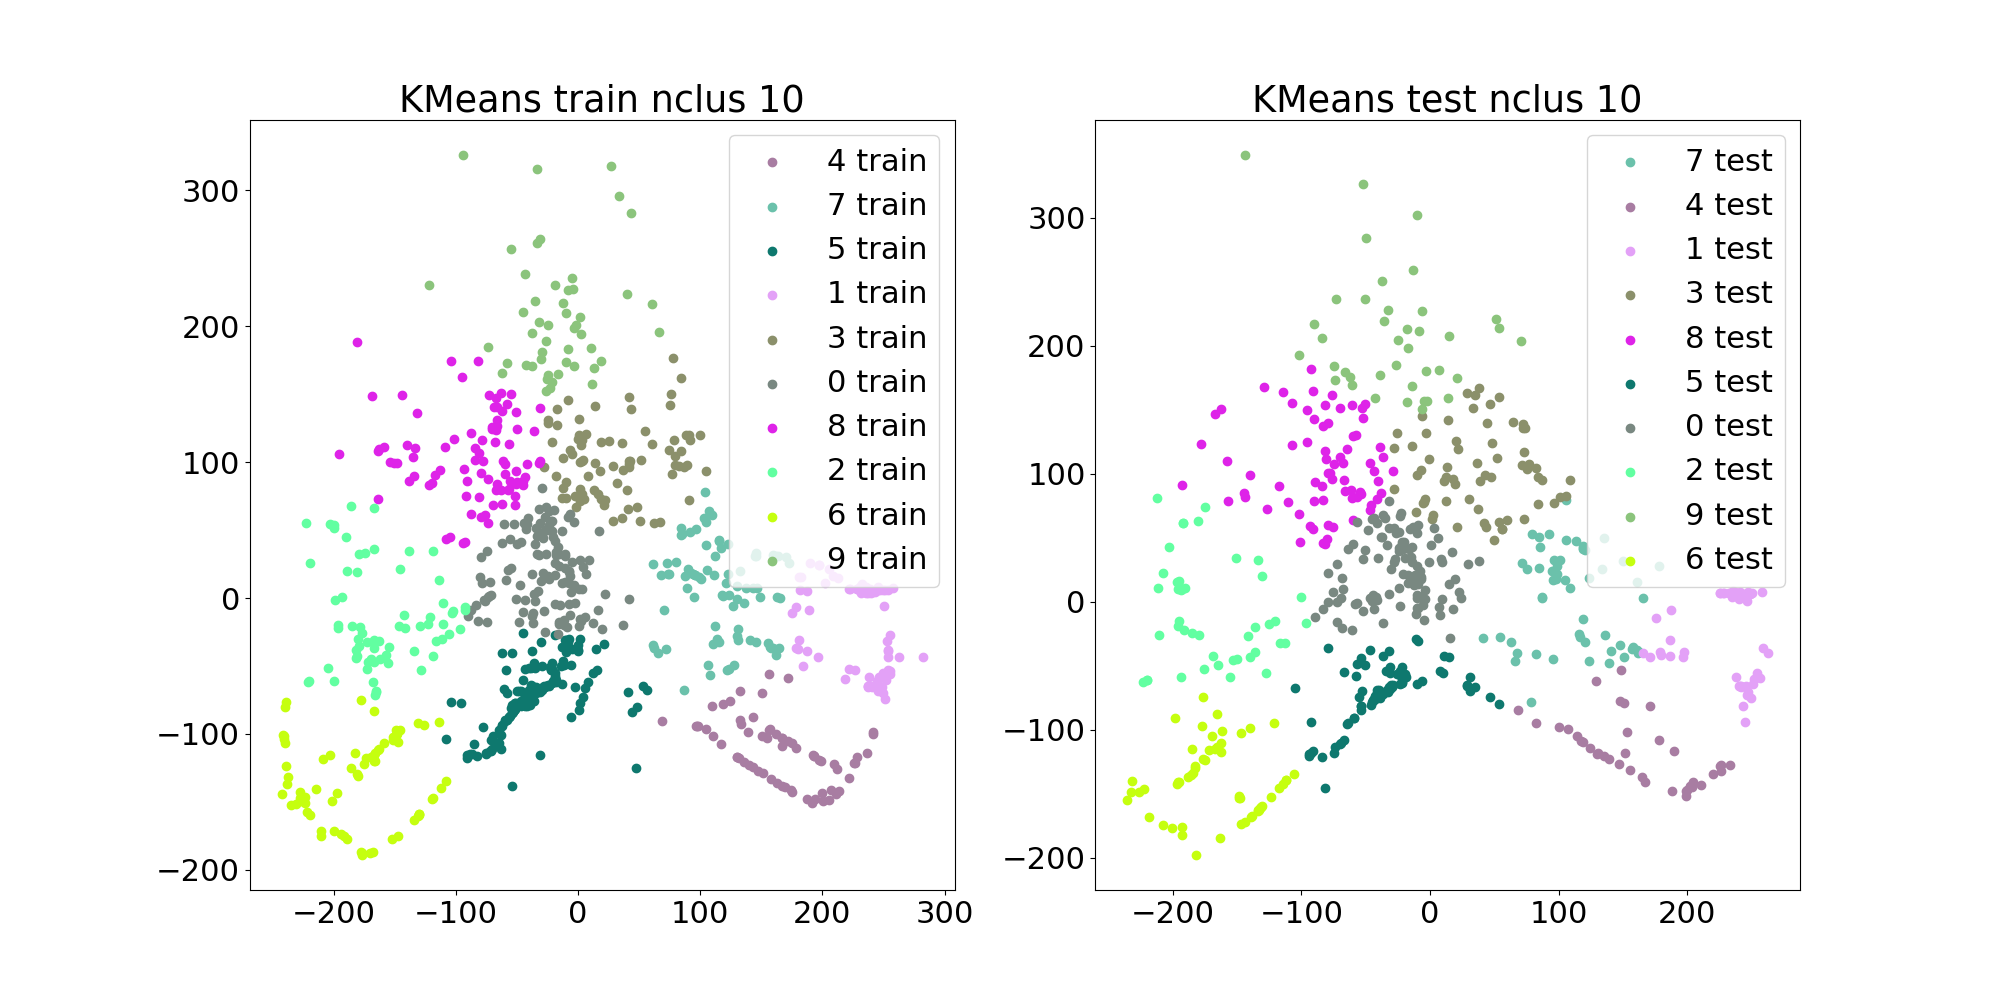 KMeans train nclus 10
300
200
100
0
−100
−200
−200
−100
0
100
200
300
4 train
7 train
5 train
1 train
3 train
0 train
8 train
2 train
6 train
9 train
KMeans test nclus 10
300
200
100
0
−100
−200
−200
−100
0
100
200
7 test
4 test
1 test
3 test
8 test
5 test
0 test
2 test
9 test
6 test